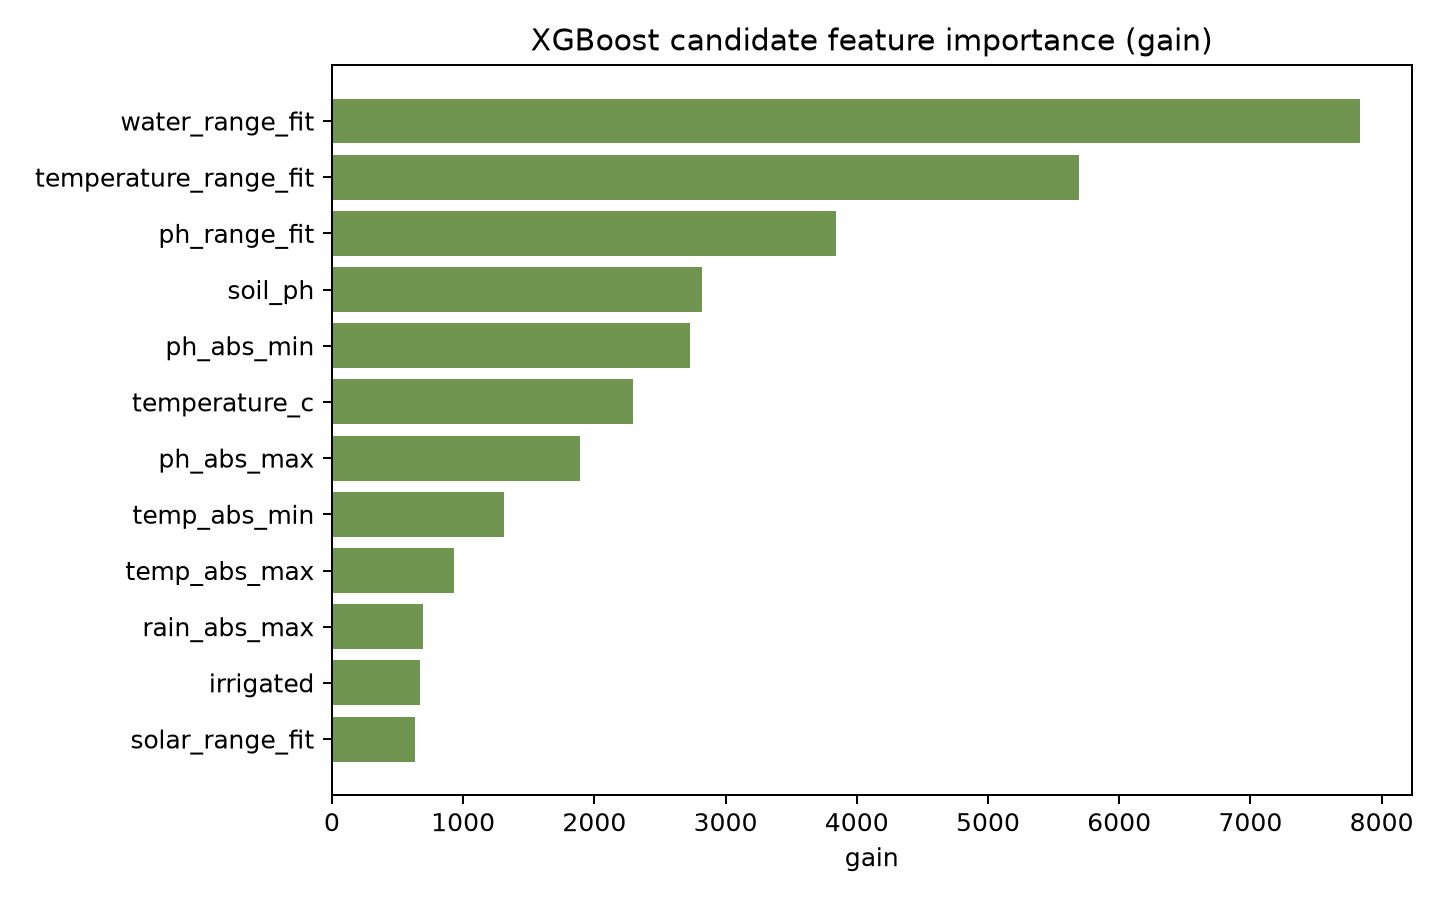 XGBoost candidate feature importance (gain)
water_range_fit
temperature_range_fit
ph_range_fit
soil_ph
ph_abs_min
temperature_c
ph_abs_max
temp_abs_min
temp_abs_max
rain_abs_max
irrigated
solar_range_fit
0 1000 2000 3000 4000 5000 6000 7000 8000
gain